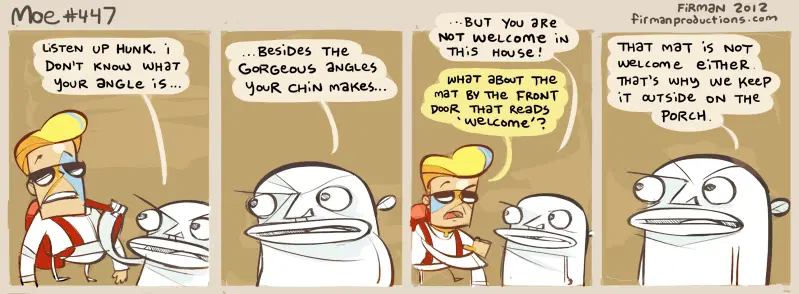 Moe #447
FiRMAN 2012
firmanproductions.com
LiSTEN UP HUNK. i
DON'T KNOW WHAT
YOUR ANGLE iS...
...BESiDES THE
GORGEOUS ANGLES
YOUR CHiN MAKES...
...BUT YOU ARE
NOT WELCOME iN
THiS HOUSE!
WHAT ABOUT THE
MAT BY THE FRONT
DOOR THAT READS
'WELCOME'?
THAT MAT iS NOT
WELCOME EiTHER.
THAT'S WHY WE KEEP
iT OUTSiDE ON THE
PORCH.